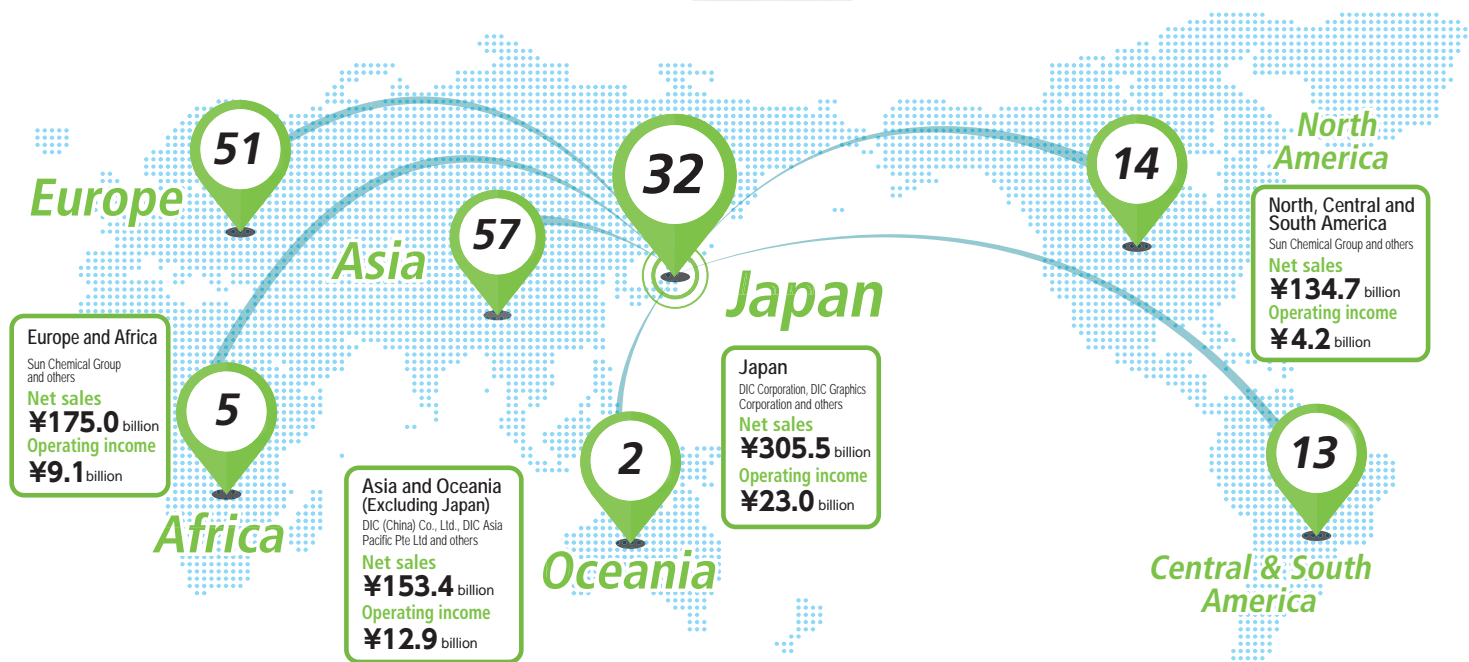 51
Europe
57
Asia
32
Japan
14
North
America
North, Central and
South America
Sun Chemical Group and others
Net sales
¥134.7 billion
Operating income
¥4.2 billion
Europe and Africa
Sun Chemical Group
and others
Net sales
¥175.0 billion
Operating income
¥9.1 billion
5
Africa
Asia and Oceania
(Excluding Japan)
DIC (China) Co., Ltd., DIC Asia
Pacific Pte Ltd and others
Net sales
¥153.4 billion
Operating income
¥12.9 billion
2
Oceania
Japan
DIC Corporation, DIC Graphics
Corporation and others
Net sales
¥305.5 billion
Operating income
¥23.0 billion
13
Central & South
America